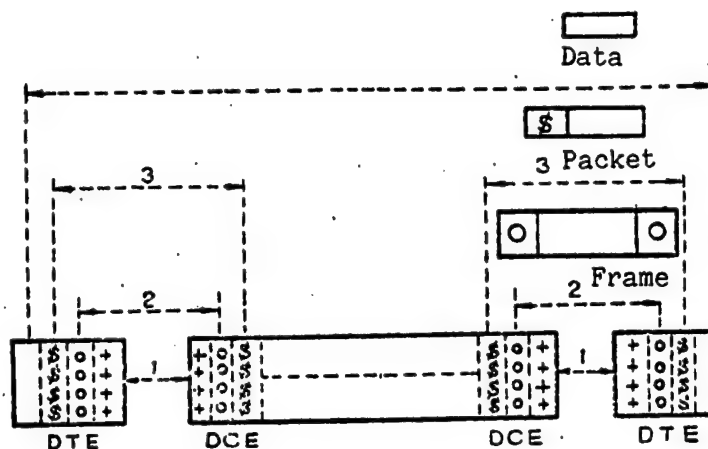 Data
$
3
3 Packet
O O
Frame
2
2
1
1
DTE
DCE
DCE
DTE